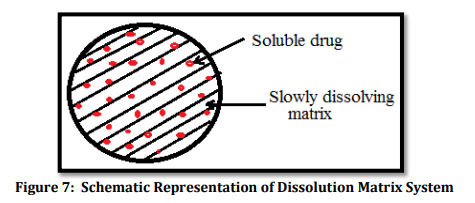 Soluble drug
Slowly dissolving
matrix
Figure 7:  Schematic Representation of Dissolution Matrix System